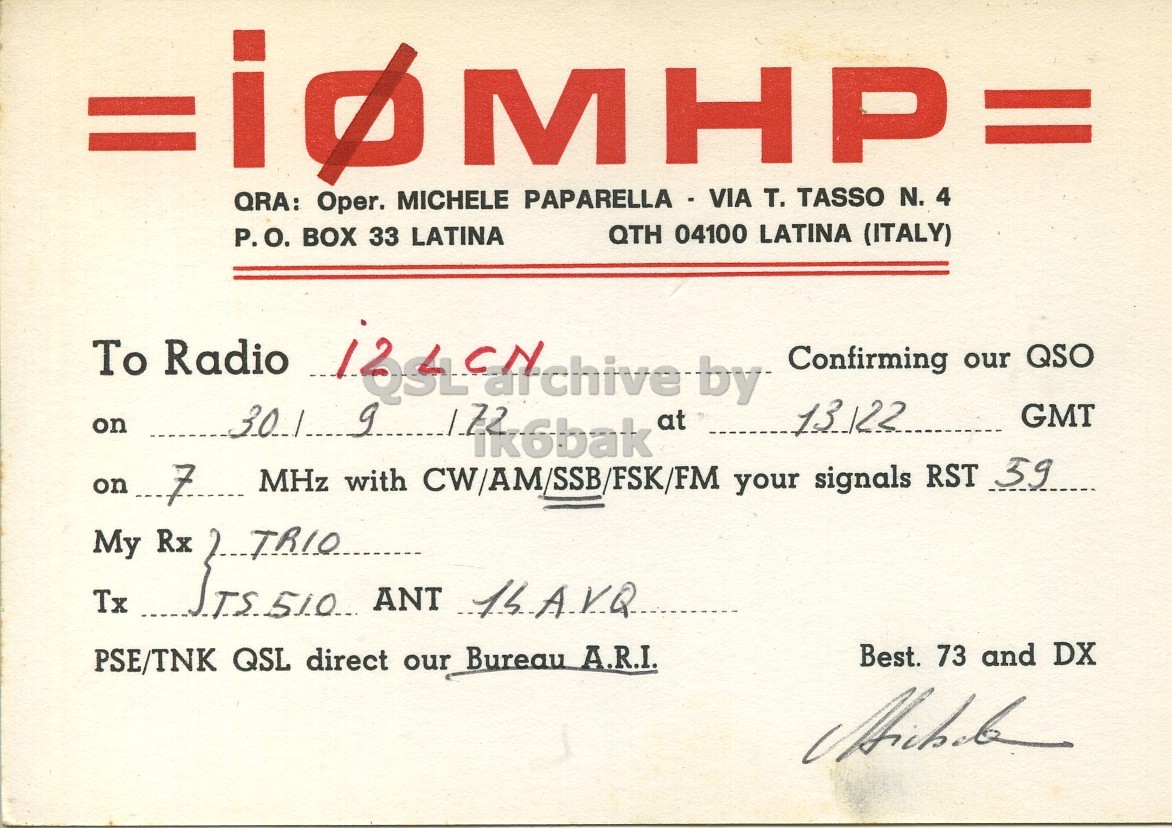 =iØMHP=
QRA: Oper. MICHELE PAPARELLA - VIA T. TASSO N. 4
P.O. BOX 33 LATINA QTH 04100 LATINA (ITALY)
To Radio i2LCN Confirming our QSO
QSL archive by
on 30/ 9 /72 at 13/22 GMT
ik6bak
on 7 MHz with CW/AM/SSB/FSK/FM your signals RST 59
My Rx TRIO
Tx TS 510 ANT 14 AVQ
PSE/TNK QSL direct our Bureau A.R.I. Best. 73 and DX
Michele